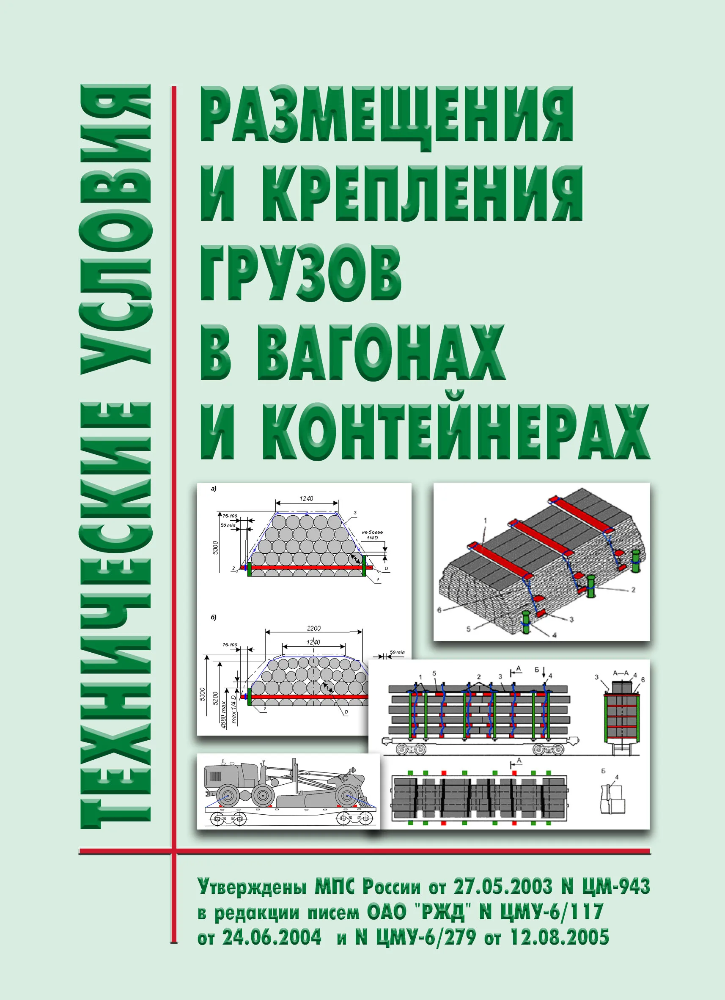 ТЕХНИЧЕСКИЕ УСЛОВИЯ
РАЗМЕЩЕНИЯ
И КРЕПЛЕНИЯ
ГРУЗОВ
В ВАГОНАХ
И КОНТЕЙНЕРАХ
а)
1240
75-100
50 min
3
не более
1/4 D
5300
2
D
1
б)
2200
1240
75-100
50 min
5300
5200
4680 max
max 1/4 D
1
D
1
2
6
3
5
4
1
5
2
3
А
Б
4
3
А—А
4
6
А
Б
4
Утверждены МПС России от 27.05.2003 N ЦМ-943
в редакции писем ОАО "РЖД" N ЦМУ-6/117
от 24.06.2004 и N ЦМУ-6/279 от 12.08.2005